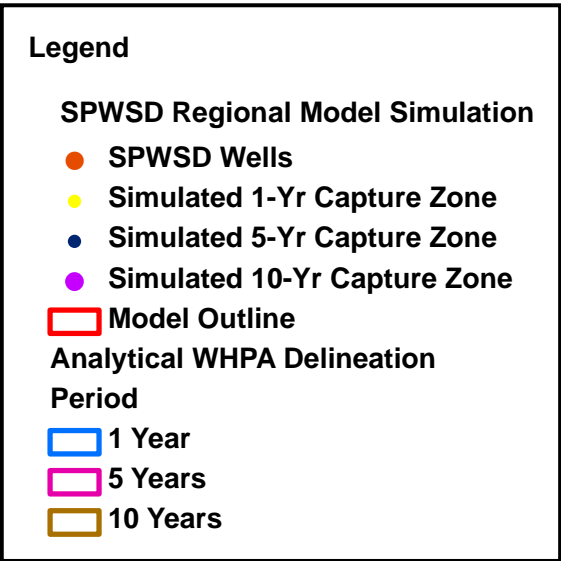 Legend
SPWSD Regional Model Simulation
SPWSD Wells
Simulated 1-Yr Capture Zone
Simulated 5-Yr Capture Zone
Simulated 10-Yr Capture Zone
Model Outline
Analytical WHPA Delineation
Period
1 Year
5 Years
10 Years